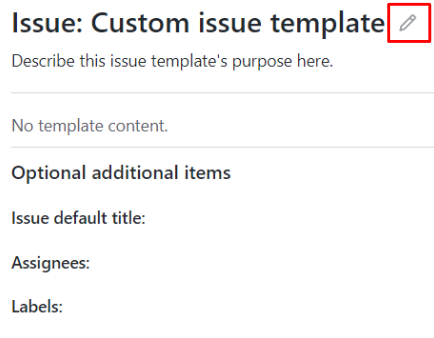 Issue: Custom issue template
Describe this issue template's purpose here.
No template content.
Optional additional items
Issue default title:
Assignees:
Labels: